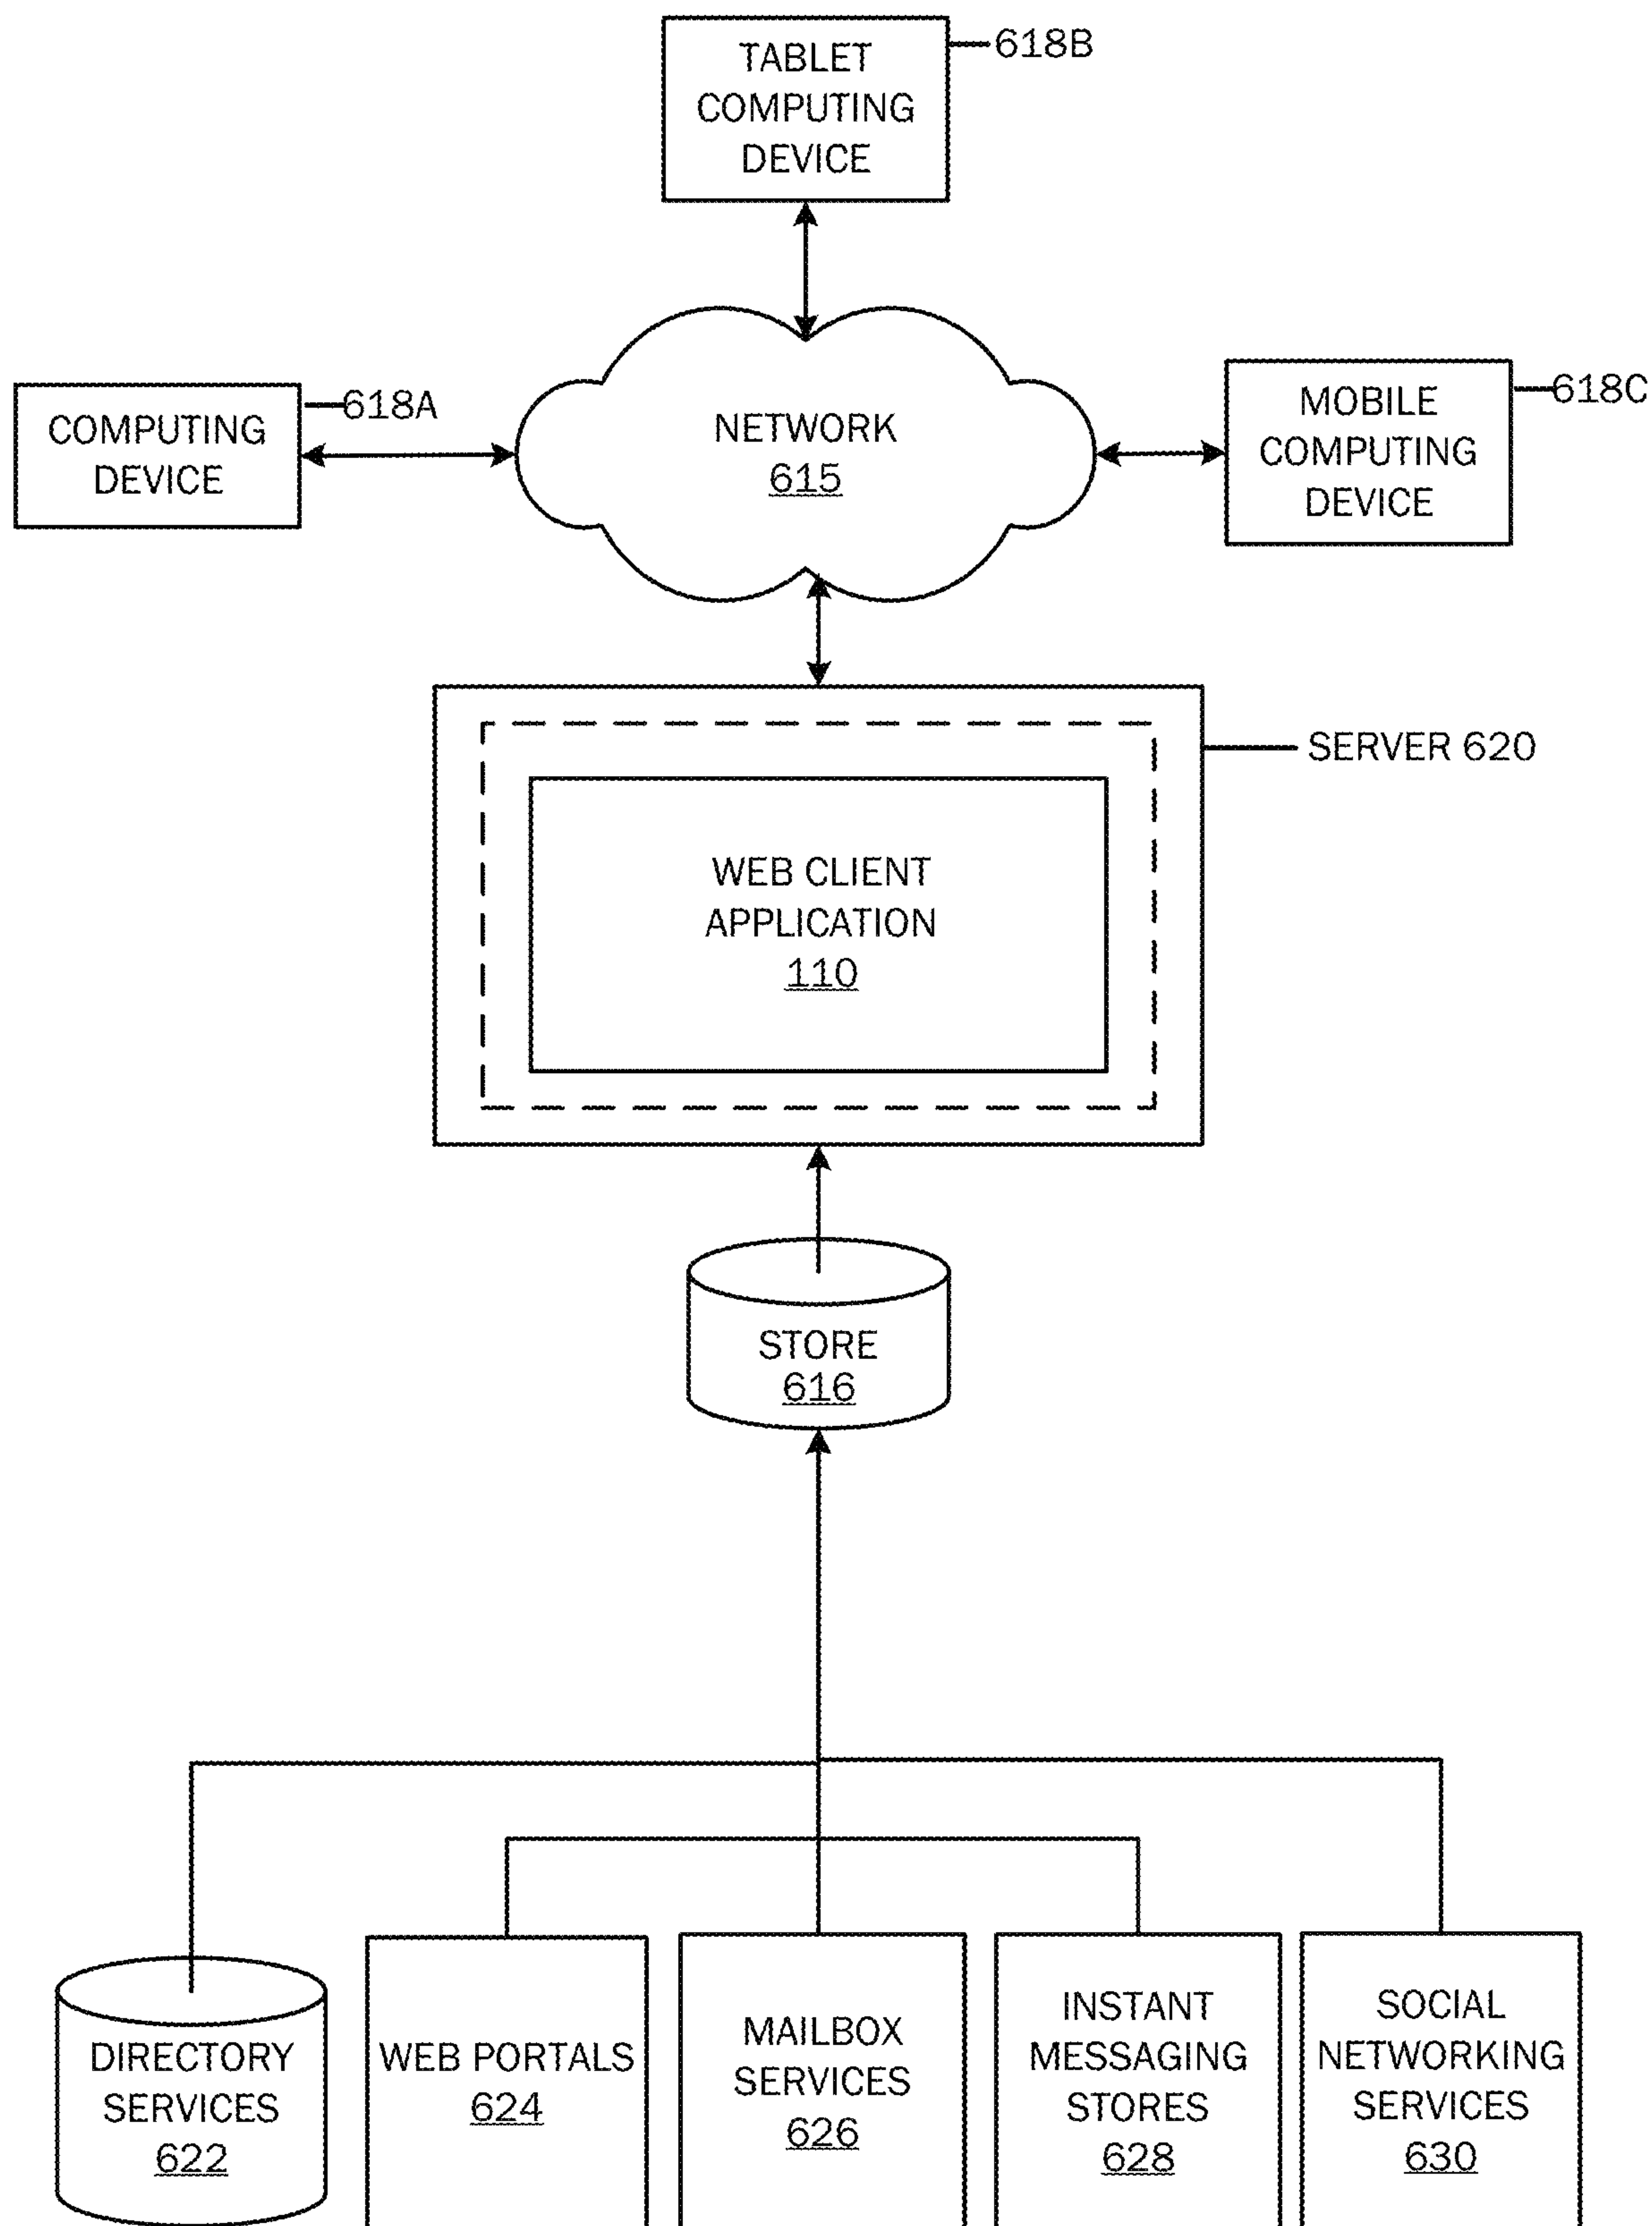 TABLET
COMPUTING
DEVICE
618B
COMPUTING
DEVICE
618A
NETWORK
615
MOBILE
COMPUTING
DEVICE
618C
SERVER 620
WEB CLIENT
APPLICATION
110
STORE
616
DIRECTORY
SERVICES
622
WEB PORTALS
624
MAILBOX
SERVICES
626
INSTANT
MESSAGING
STORES
628
SOCIAL
NETWORKING
SERVICES
630